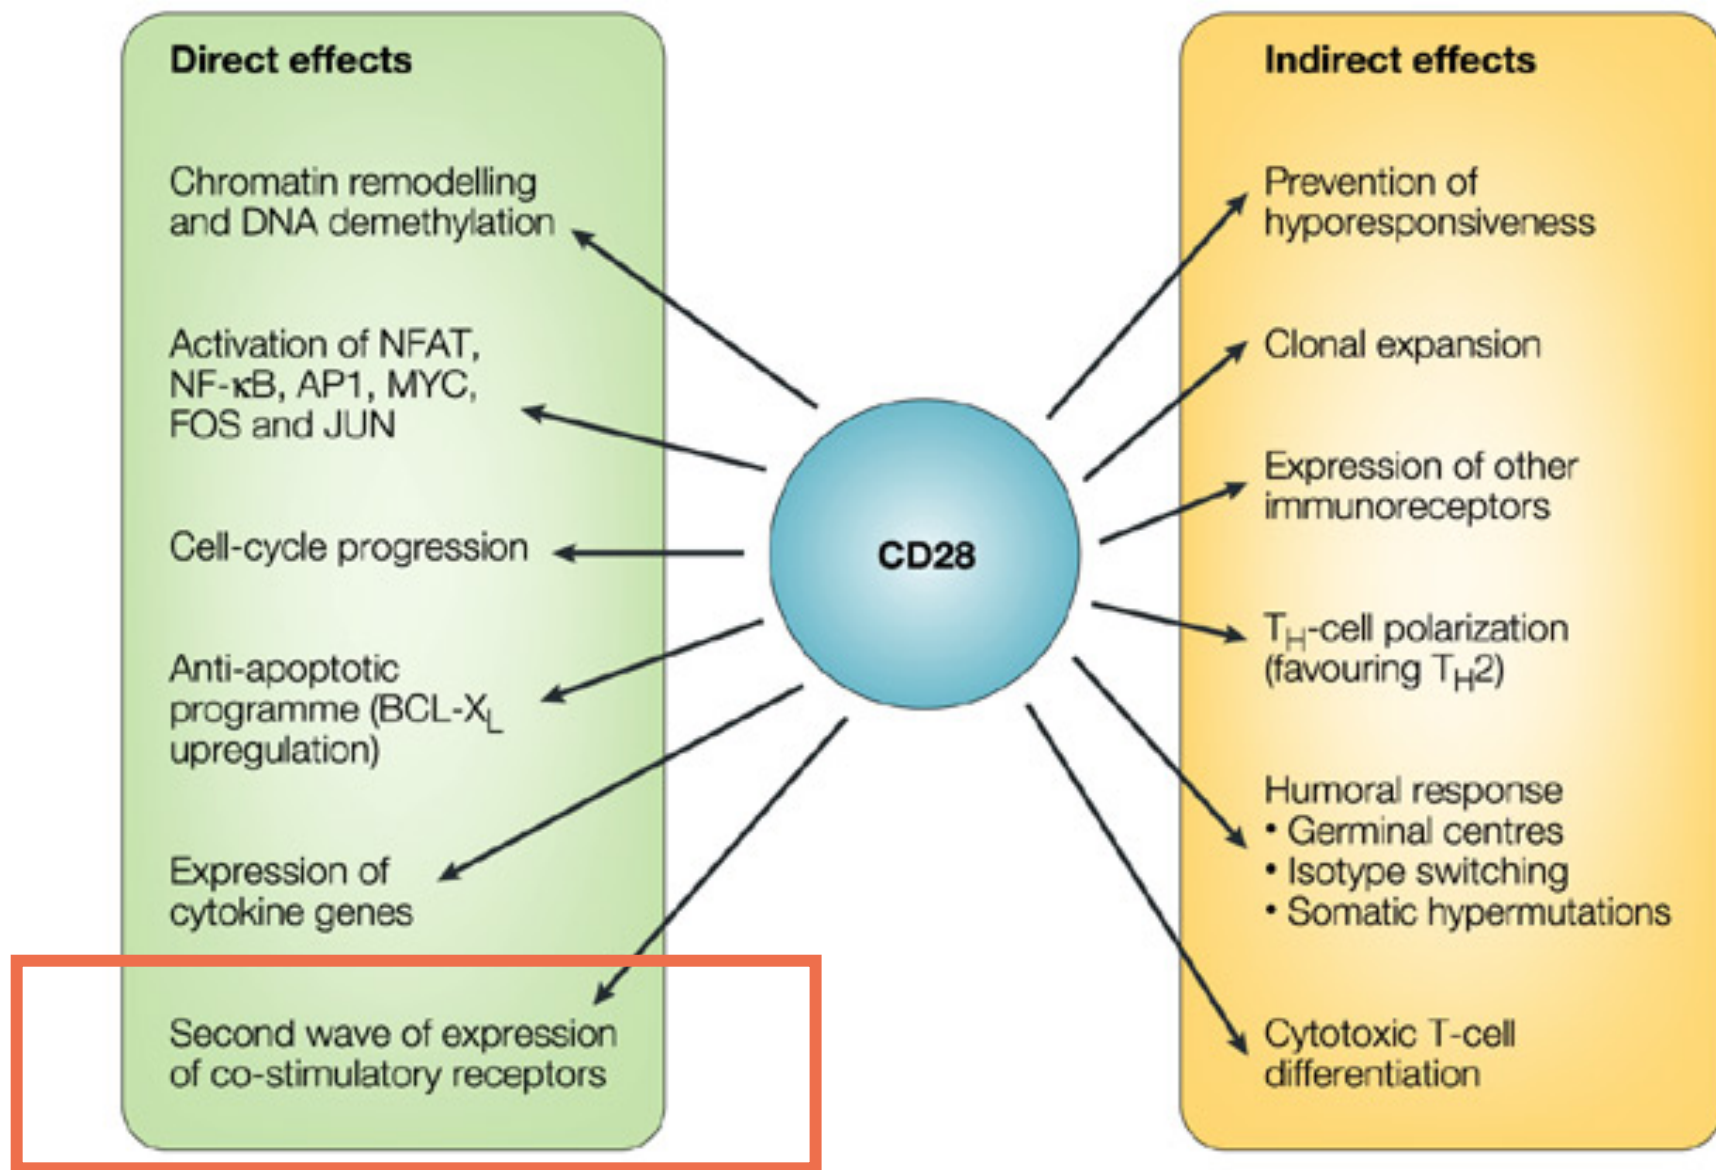 Direct effects
Chromatin remodelling
and DNA demethylation
Activation of NFAT,
NF-κB, AP1, MYC,
FOS and JUN
Cell-cycle progression
Anti-apoptotic
programme (BCL-X_L
upregulation)
Expression of
cytokine genes
Second wave of expression
of co-stimulatory receptors
CD28
Indirect effects
Prevention of
hyporesponsiveness
Clonal expansion
Expression of other
immunoreceptors
T_H-cell polarization
(favouring T_H2)
Humoral response
• Germinal centres
• Isotype switching
• Somatic hypermutations
Cytotoxic T-cell
differentiation